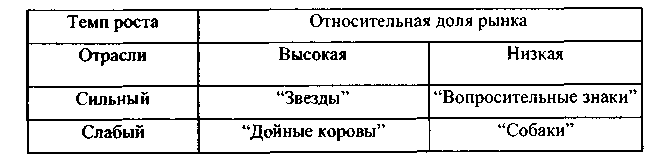 Темп роста Относительная доля рынка
Отрасли Высокая Низкая
Сильный “Звезды” “Вопросительные знаки”
Слабый “Дойные коровы” “Собаки”